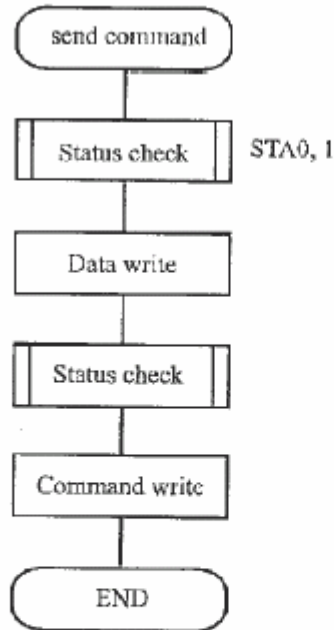 send command
Status check
STA0, 1
Data write
Status check
Command write
END